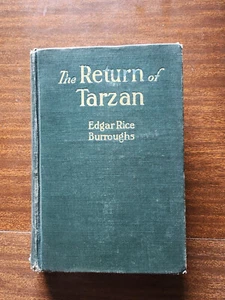 The Return of
Tarzan
Edgar Rice
Burroughs